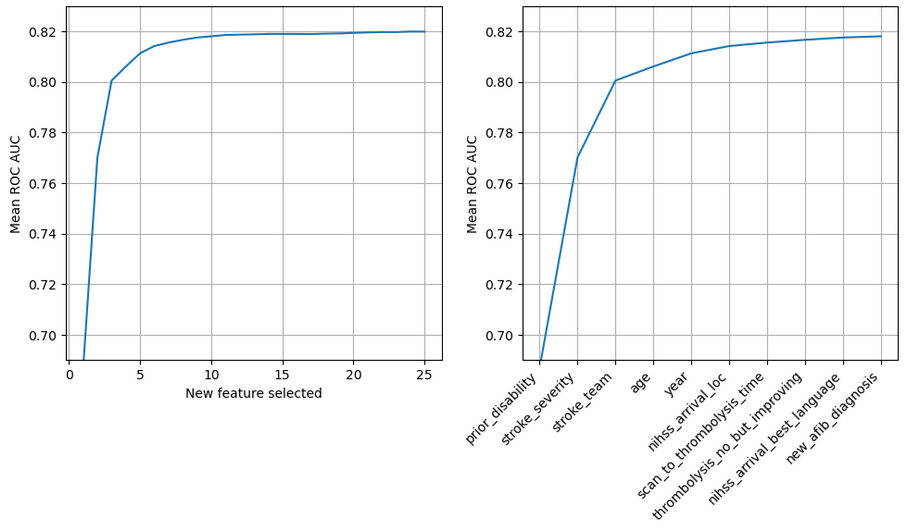 0.82
0.80
0.78
0.76
0.74
0.72
0.70
Mean ROC AUC
0 5 10 15 20 25
New feature selected
0.82
0.80
0.78
0.76
0.74
0.72
0.70
Mean ROC AUC
prior_disability
stroke_severity
stroke_team
age
year
nihss_arrival_loc
scan_to_thrombolysis_time
thrombolysis_no_but_improving
nihss_arrival_best_language
new_afib_diagnosis